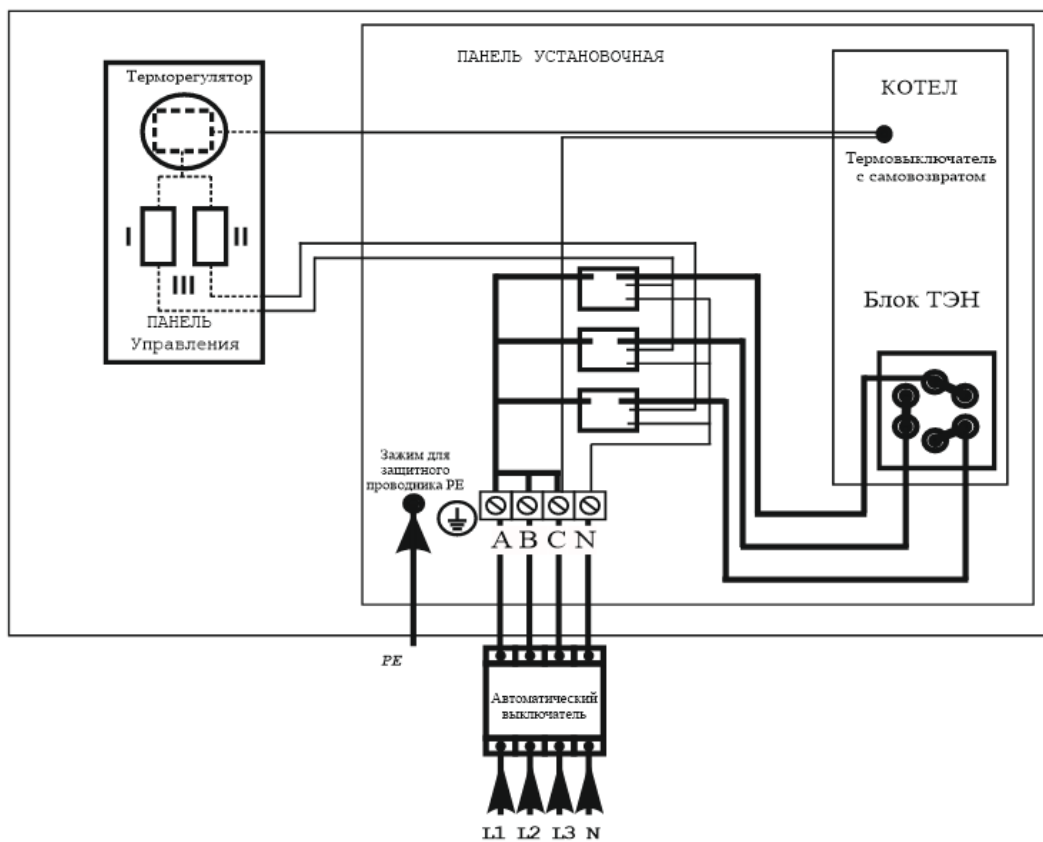 ПАНЕЛЬ УСТАНОВОЧНАЯ
Терморегулятор
КОТЕЛ
Термовыключатель
с самовозвратом
I
II
III
ПАНЕЛЬ
Управления
Блок ТЭН
Зажим для
защитного
проводника PE
A B C N
PE
Автоматический
выключатель
L1 L2 L3 N